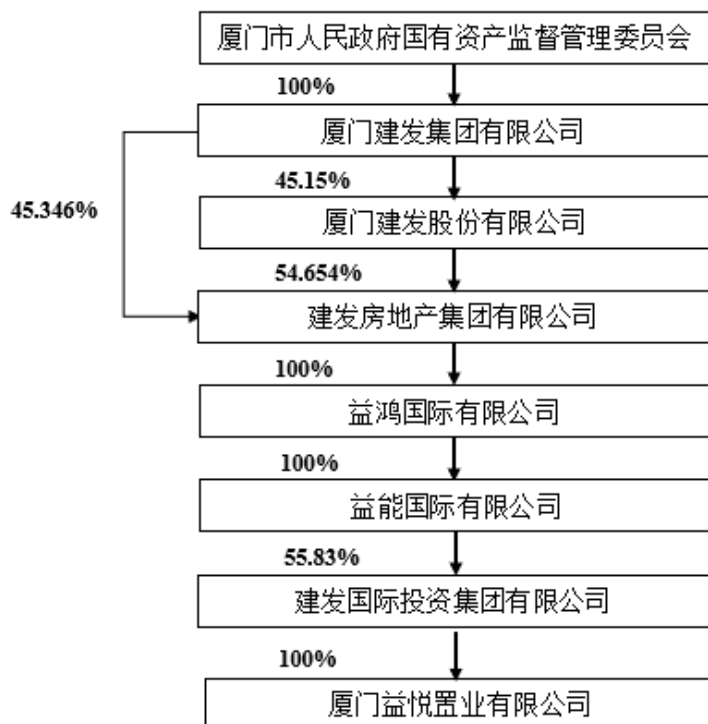 厦门市人民政府国有资产监督管理委员会
100%
厦门建发集团有限公司
45.15%
45.346%
厦门建发股份有限公司
54.654%
建发房地产集团有限公司
100%
益鸿国际有限公司
100%
益能国际有限公司
55.83%
建发国际投资集团有限公司
100%
厦门益悦置业有限公司